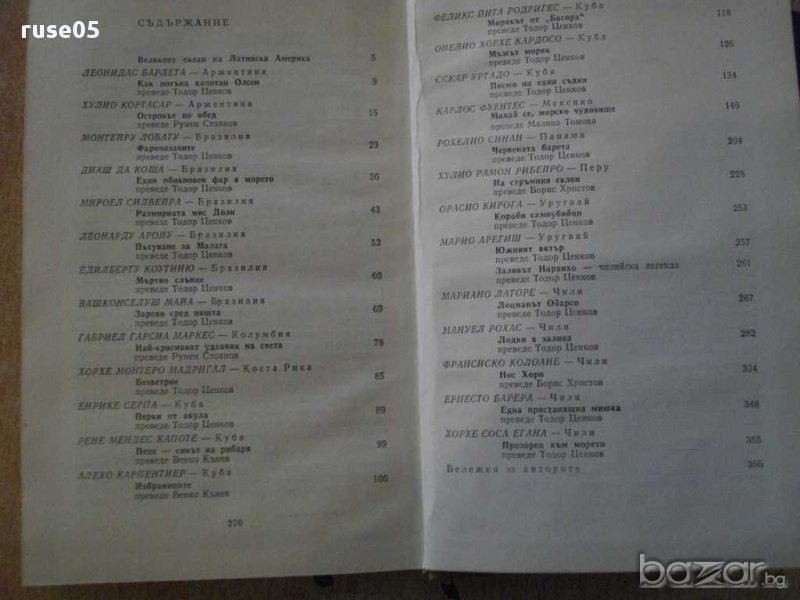 ruse05
СЪДЪРЖАНИЕ
Великият океан на Латинска Америка 5
ЛЕОНИДАС БАРЛЕТА — Аржентина
Как погъна капитан Олсен 9
преведе Тодор Ценков
ХУЛИО КОРТАСАР — Аржентина
Островът по обед 15
преведе Румен Стоянов
МОНТЕЙРУ ЛОБАТУ — Бразилия
Фаропазачите 23
преведе Тодор Ценков
ДИАШ ДА КОЩА — Бразилия
Един обикновен фар в морето 36
преведе Тодор Ценков
МИРОЕЛ СИЛВЕЙРА — Бразилия
Размирната мис Доли 43
преведе Тодор Ценков
ЛЕОНАРДУ АРОЙУ — Бразилия
Пътуване за Малага 52
преведе Тодор Ценков
ЕДИЛБЕРТУ КОУТИНЮ — Бразилия
Мъртво слънце 60
преведе Тодор Ценков
ВАШКОНСЕЛУШ МАЙА — Бразилия
Зарево сред нощта 69
преведе Тодор Ценков
ГАБРИЕЛ ГАРСИА МАРКЕС — Колумбия
Най-красивият удавник на света 78
преведе Румен Стоянов
ХОРХЕ МОНТЕРО МАДРИГАЛ — Коста Рика
Безветрие 85
преведе Тодор Ценков
ЕНРИКЕ СЕРПА — Куба
Перки от акула 89
преведе Тодор Ценков
РЕНЕ МЕНДЕС КАПОТЕ — Куба
Пепе — синът на рибаря 99
преведе Венко Кънев
АЛЕХО КАРПЕНТИЕР — Куба
Избраниците 106
преведе Венко Кънев
376
ФЕЛИКС ПИТА РОДРИГЕС — Куба
Морякът от „Басора“ 118
преведе Тодор Ценков
ОНЕЛИО ХОРХЕ КАРДОСО — Куба
Мъжът моряк 126
преведе Тодор Ценков
ОСКАР УРТАДО — Куба
Писмо на един съдия 134
преведе Тодор Ценков
КАРЛОС ФУЕНТЕС — Мексико
Махай се, морско чудовище 146
преведе Малина Томова
РОХЕЛИО СИНАН — Панама
Червената барета 204
преведе Тодор Ценков
ХУЛИО РАМОН РИБЕЙРО — Перу
На стръмния склон 228
преведе Борис Христов
ОРАСИО КИРОГА — Уругвай
Кораби самоубийци 253
преведе Тодор Ценков
МАРИО АРЕГИШ — Уругвай
Южният вятър 257
преведе Тодор Ценков
Заливът Наранхо — чилийска легенда 261
преведе Тодор Ценков
МАРИАНО ЛАТОРЕ — Чили
Лоцманът Ойарсо 267
преведе Тодор Ценков
МАНУЕЛ РОХАС — Чили
Лодки в залива 282
преведе Тодор Ценков
ФРАНСИСКО КОЛОАНЕ — Чили
Нос Хорн 334
преведе Борис Христов
ЕРНЕСТО БАРЕРА — Чили
Една пристанищна мишка 348
преведе Тодор Ценков
ХОРХЕ СОСА ЕГАНА — Чили
Прозорец към морето 355
преведе Тодор Ценков
Бележки за авторите 366
bazar.bg